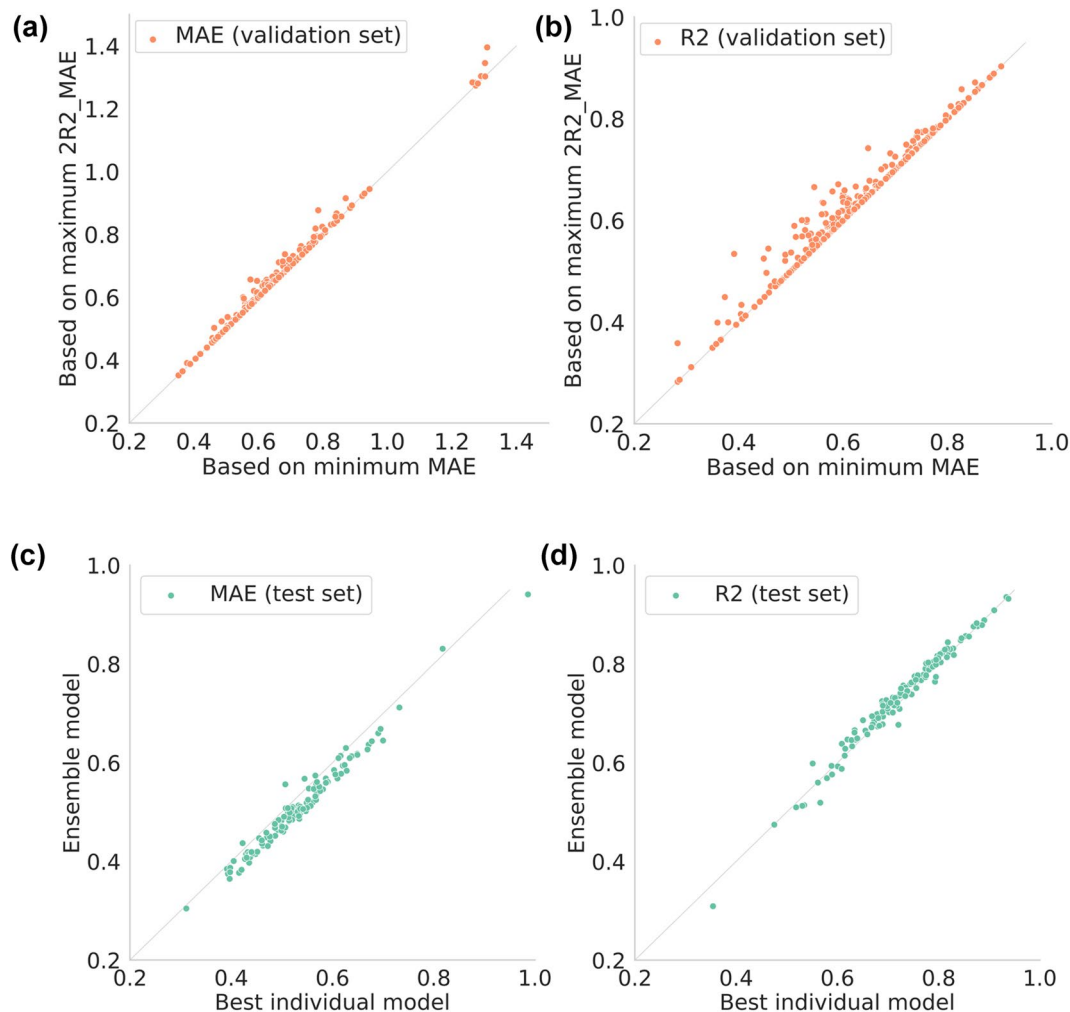 (a)
MAE (validation set)
Based on maximum 2R2_MAE
1.4
1.2
1.0
0.8
0.6
0.4
0.2
0.2 0.4 0.6 0.8 1.0 1.2 1.4
Based on minimum MAE
(b)
R2 (validation set)
Based on maximum 2R2_MAE
1.0
0.8
0.6
0.4
0.2
0.2 0.4 0.6 0.8 1.0
Based on minimum MAE
(c)
MAE (test set)
Ensemble model
1.0
0.8
0.6
0.4
0.2
0.2 0.4 0.6 0.8 1.0
Best individual model
(d)
R2 (test set)
Ensemble model
1.0
0.8
0.6
0.4
0.2
0.2 0.4 0.6 0.8 1.0
Best individual model